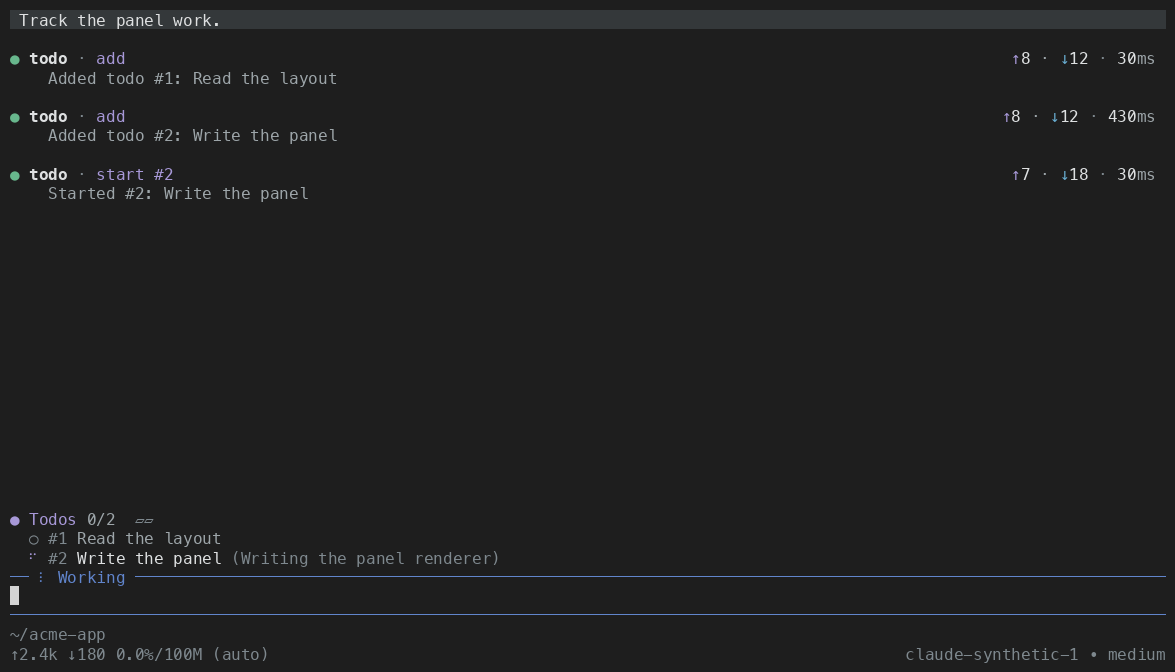 Track the panel work.
● todo · add ↑8 · ↓12 · 30ms
Added todo #1: Read the layout
● todo · add ↑8 · ↓12 · 430ms
Added todo #2: Write the panel
● todo · start #2 ↑7 · ↓18 · 30ms
Started #2: Write the panel
● Todos 0/2 ▱▱
○ #1 Read the layout
⠋ #2 Write the panel (Writing the panel renderer)
Working
~/acme-app
↑2.4k ↓180 0.0%/100M (auto) claude-synthetic-1 • medium